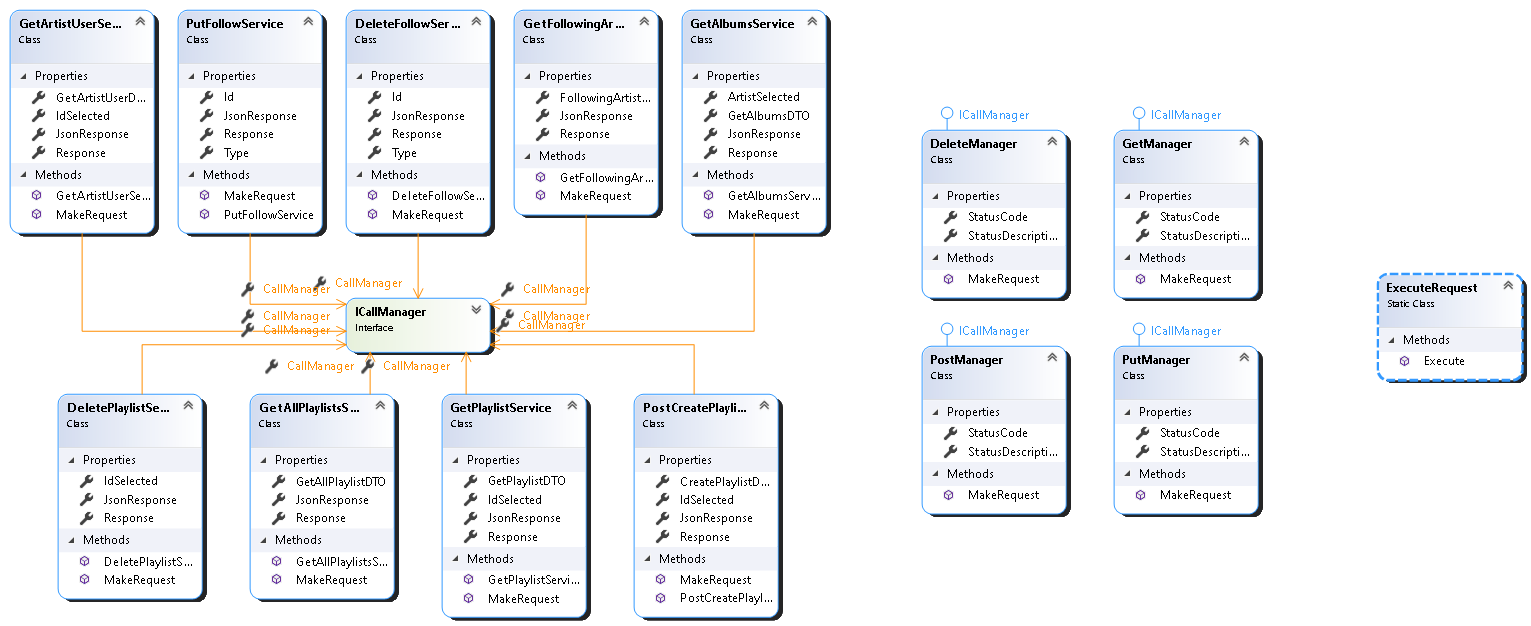 GetArtistUserSe...
Class
Properties
GetArtistUserD...
IdSelected
JsonResponse
Response
Methods
GetArtistUserSe...
MakeRequest
PutFollowService
Class
Properties
Id
JsonResponse
Response
Type
Methods
MakeRequest
PutFollowService
DeleteFollowSer...
Class
Properties
Id
JsonResponse
Response
Type
Methods
DeleteFollowSe...
MakeRequest
GetFollowingAr...
Class
Properties
FollowingArtist...
JsonResponse
Response
Methods
GetFollowingAr...
MakeRequest
GetAlbumsService
Class
Properties
ArtistSelected
GetAlbumsDTO
JsonResponse
Response
Methods
GetAlbumsServ...
MakeRequest
CallManager
CallManager
CallManager
CallManager
CallManager
CallManager
CallManager
ICallManager
Interface
CallManager
CallManager
DeletePlaylistSe...
Class
Properties
IdSelected
JsonResponse
Response
Methods
DeletePlaylistS...
MakeRequest
GetAllPlaylistsS...
Class
Properties
GetAllPlaylistDTO
JsonResponse
Response
Methods
GetAllPlaylistsS...
MakeRequest
GetPlaylistService
Class
Properties
GetPlaylistDTO
IdSelected
JsonResponse
Response
Methods
GetPlaylistServi...
MakeRequest
PostCreatePlayli...
Class
Properties
CreatePlaylistD...
IdSelected
JsonResponse
Response
Methods
MakeRequest
PostCreatePlayl...
ICallManager
DeleteManager
Class
Properties
StatusCode
StatusDescripti...
Methods
MakeRequest
ICallManager
GetManager
Class
Properties
StatusCode
StatusDescripti...
Methods
MakeRequest
ICallManager
PostManager
Class
Properties
StatusCode
StatusDescripti...
Methods
MakeRequest
ICallManager
PutManager
Class
Properties
StatusCode
StatusDescripti...
Methods
MakeRequest
ExecuteRequest
Static Class
Methods
Execute